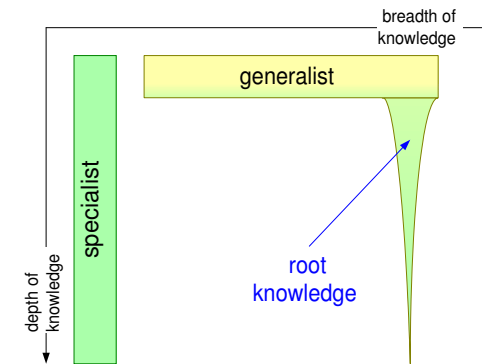 breadth of
knowledge
generalist
specialist
root
knowledge
depth of
knowledge